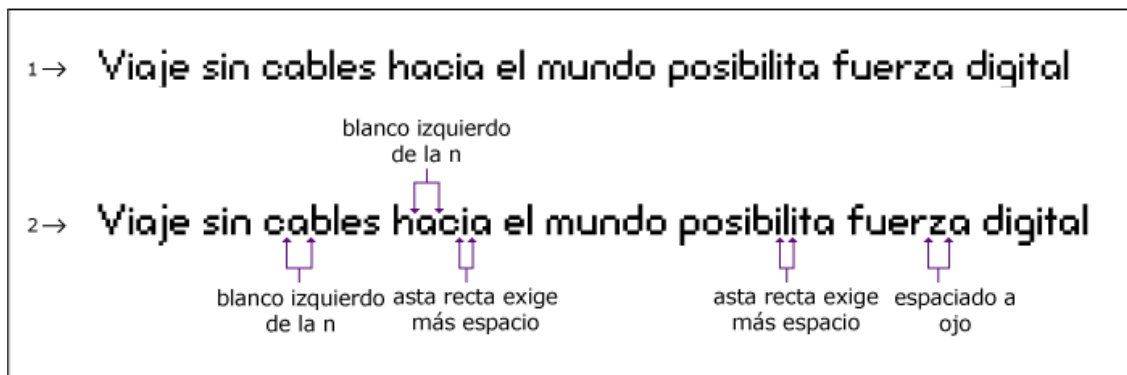 1→ Viaje sin cables hacia el mundo posibilita fuerza digital
blanco izquierdo
de la n
2→ Viaje sin cables hacia el mundo posibilita fuerza digital
blanco izquierdo
de la n
asta recta exige
más espacio
asta recta exige
más espacio
espaciado a
ojo